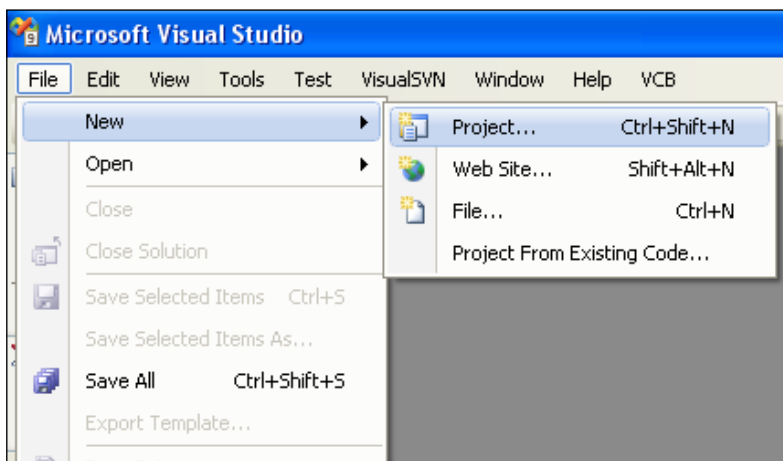 Microsoft Visual Studio
File Edit View Tools Test VisualSVN Window Help VCB
New
Project... Ctrl+Shift+N
Open
Web Site... Shift+Alt+N
Close
File... Ctrl+N
Close Solution
Project From Existing Code...
Save Selected Items Ctrl+S
Save Selected Items As...
Save All Ctrl+Shift+S
Export Template...